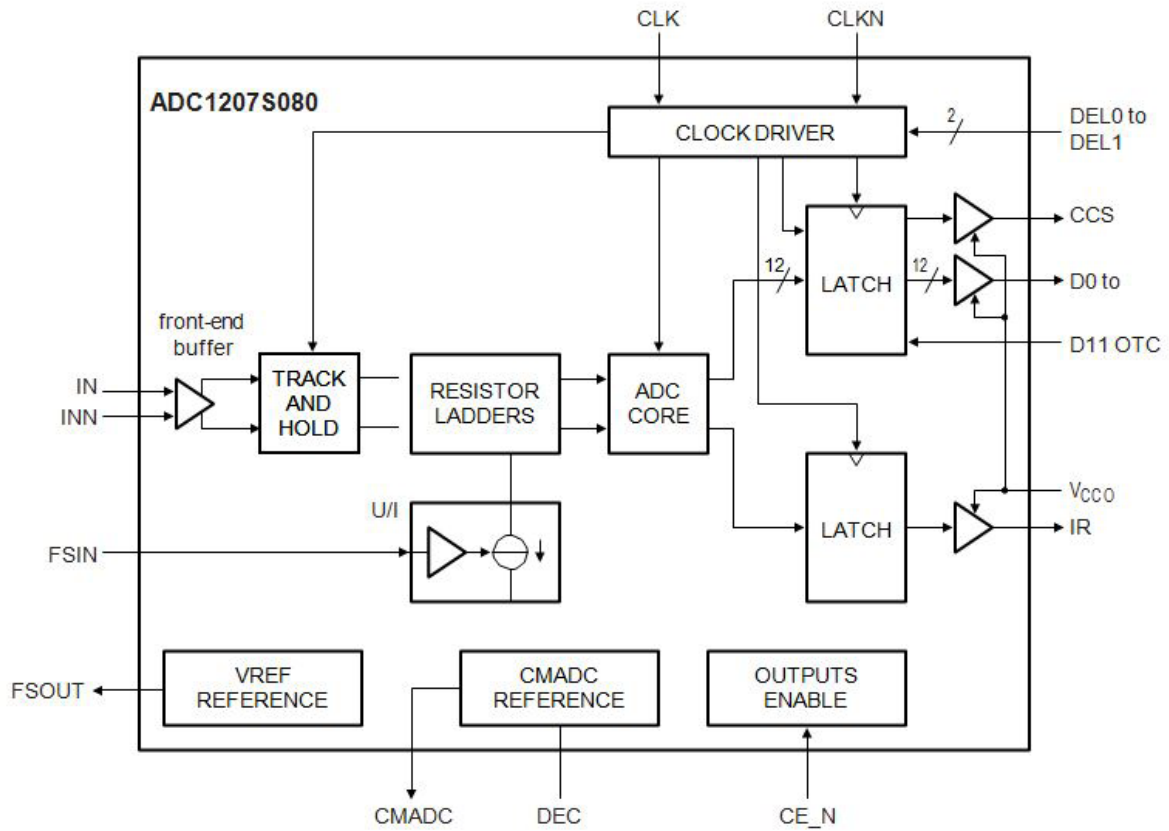 CLK
CLKN
ADC1207S080
CLOCK DRIVER
2
DEL0 to
DEL1
CCS
12
LATCH
12
D0 to
D11 OTC
front-end
buffer
IN
INN
TRACK
AND
HOLD
RESISTOR
LADDERS
ADC
CORE
U/I
FSIN
LATCH
VCCO
IR
FSOUT
VREF
REFERENCE
CMADC
REFERENCE
OUTPUTS
ENABLE
CMADC
DEC
CE_N